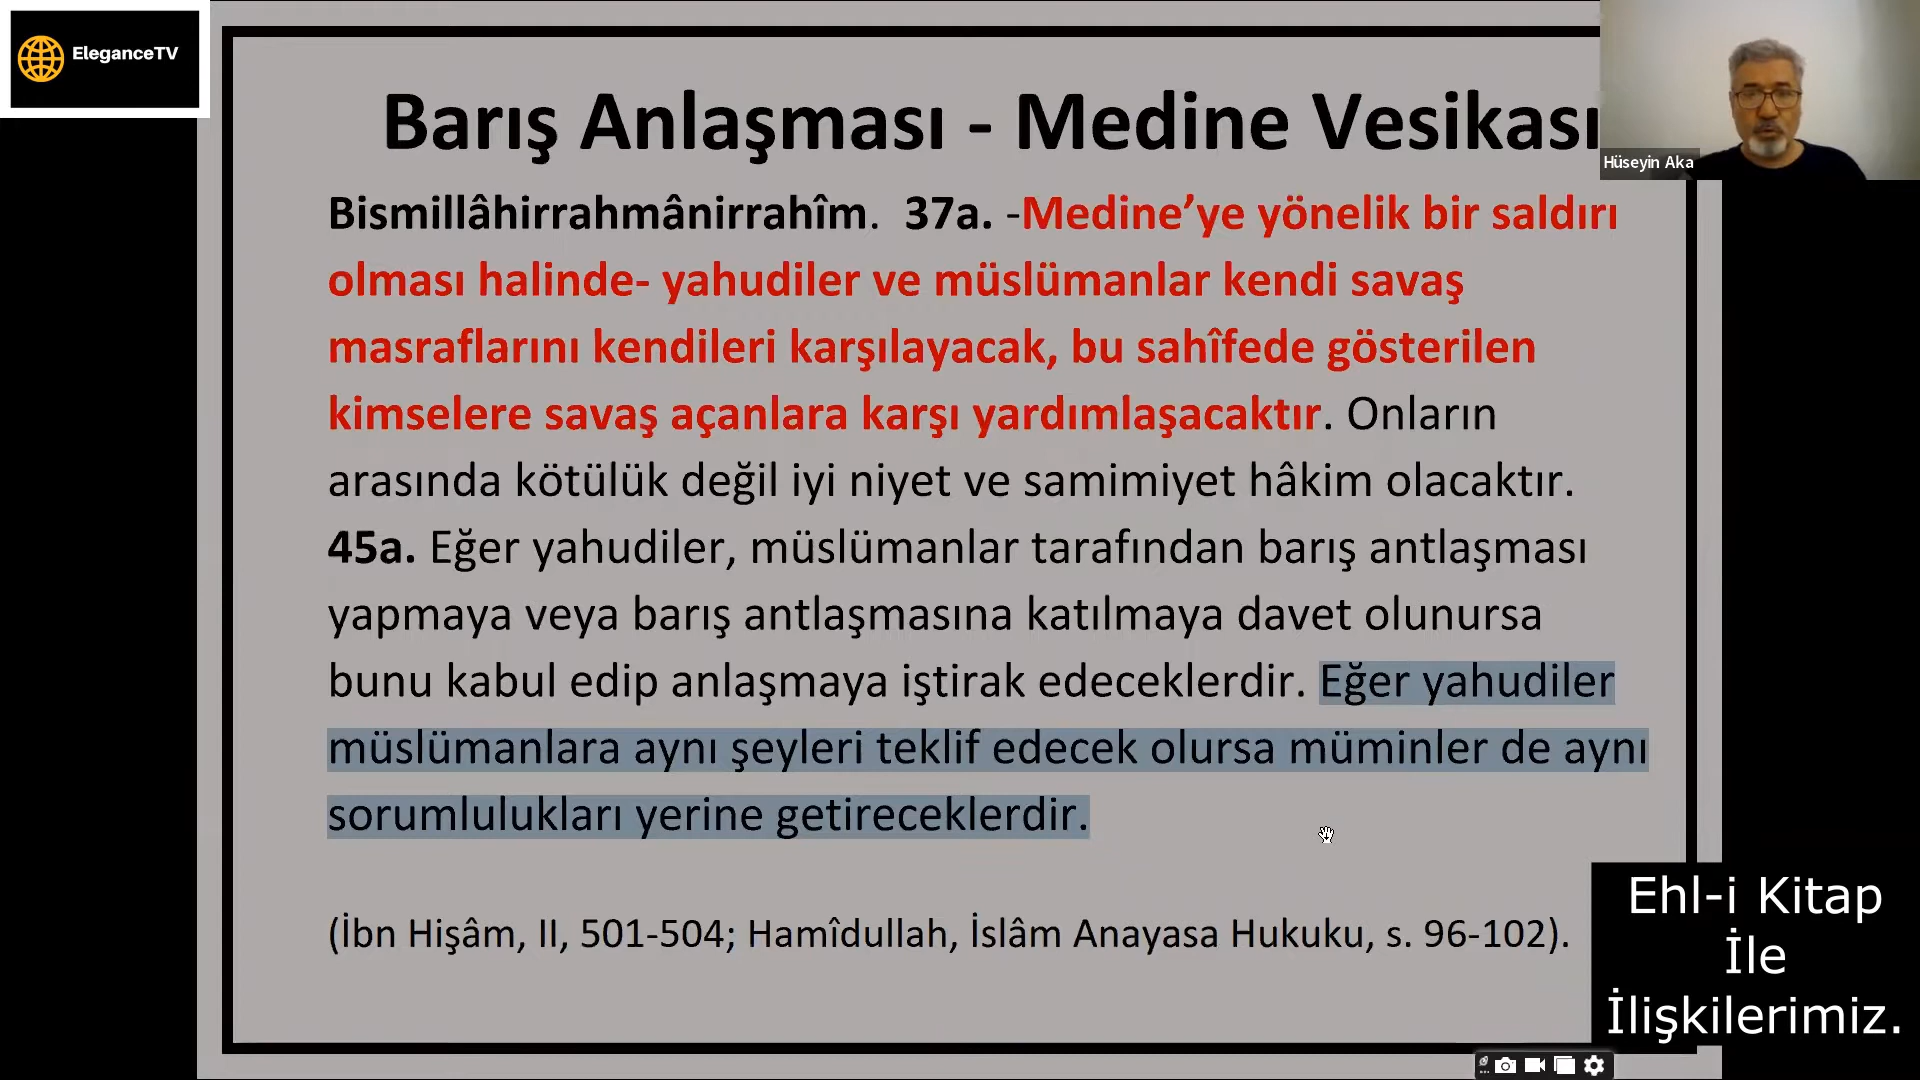 EleganceTV
Barış Anlaşması - Medine Vesikası
Hüseyin Aka
Bismillâhirrahmânirrahîm. 37a. -Medine’ye yönelik bir saldırı
olması halinde- yahudiler ve müslümanlar kendi savaş
masraflarını kendileri karşılayacak, bu sahîfede gösterilen
kimselere savaş açanlara karşı yardımlaşacaktır. Onların
arasında kötülük değil iyi niyet ve samimiyet hâkim olacaktır.
45a. Eğer yahudiler, müslümanlar tarafından barış antlaşması
yapmaya veya barış antlaşmasına katılmaya davet olunursa
bunu kabul edip anlaşmaya iştirak edeceklerdir. Eğer yahudiler
müslümanlara aynı şeyleri teklif edecek olursa müminler de aynı
sorumlulukları yerine getireceklerdir.
(İbn Hişâm, II, 501-504; Hamîdullah, İslâm Anayasa Hukuku, s. 96-102).
Ehl-i Kitap
İle
İlişkilerimiz.